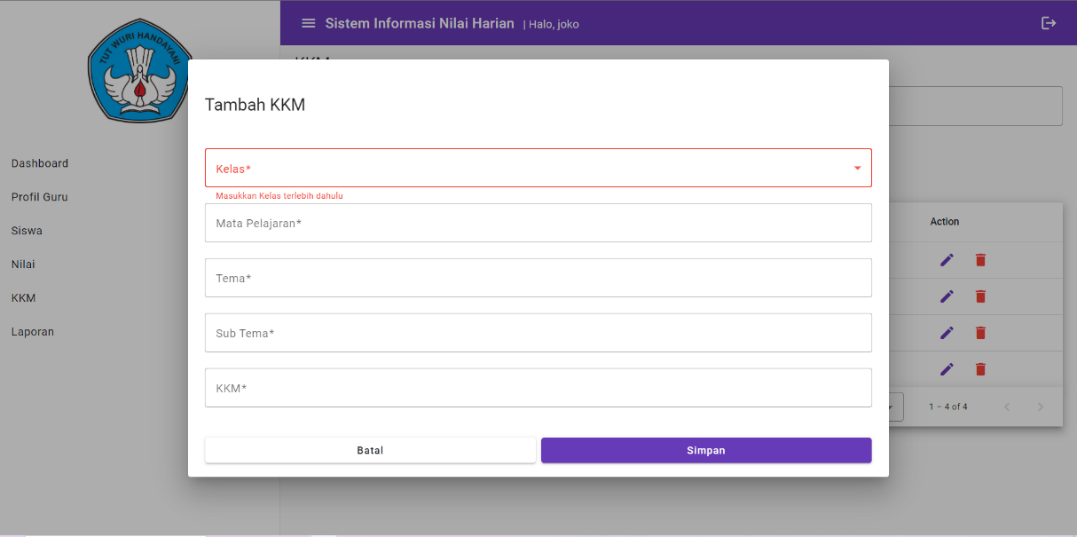 TUT WURI HANDAYANI
Sistem Informasi Nilai Harian | Halo, joko
Tambah KKM
Dashboard
Profil Guru
Siswa
Nilai
KKM
Laporan
Kelas*
Masukkan Kelas terlebih dahulu
Mata Pelajaran*
Tema*
Sub Tema*
KKM*
Batal
Simpan
Action
1 – 4 of 4